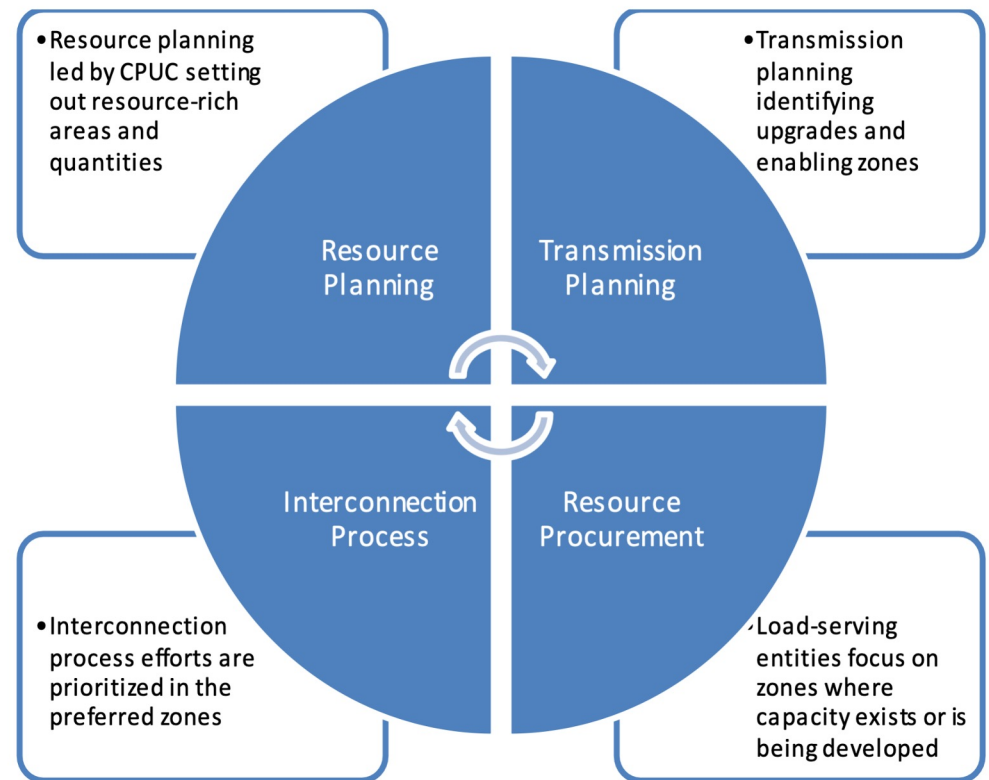 •Resource planning
led by CPUC setting
out resource-rich
areas and
quantities
•Transmission
planning
identifying
upgrades and
enabling zones
Resource
Planning
Transmission
Planning
Interconnection
Process
Resource
Procurement
•Interconnection
process efforts are
prioritized in the
preferred zones
•Load-serving
entities focus on
zones where
capacity exists or is
being developed